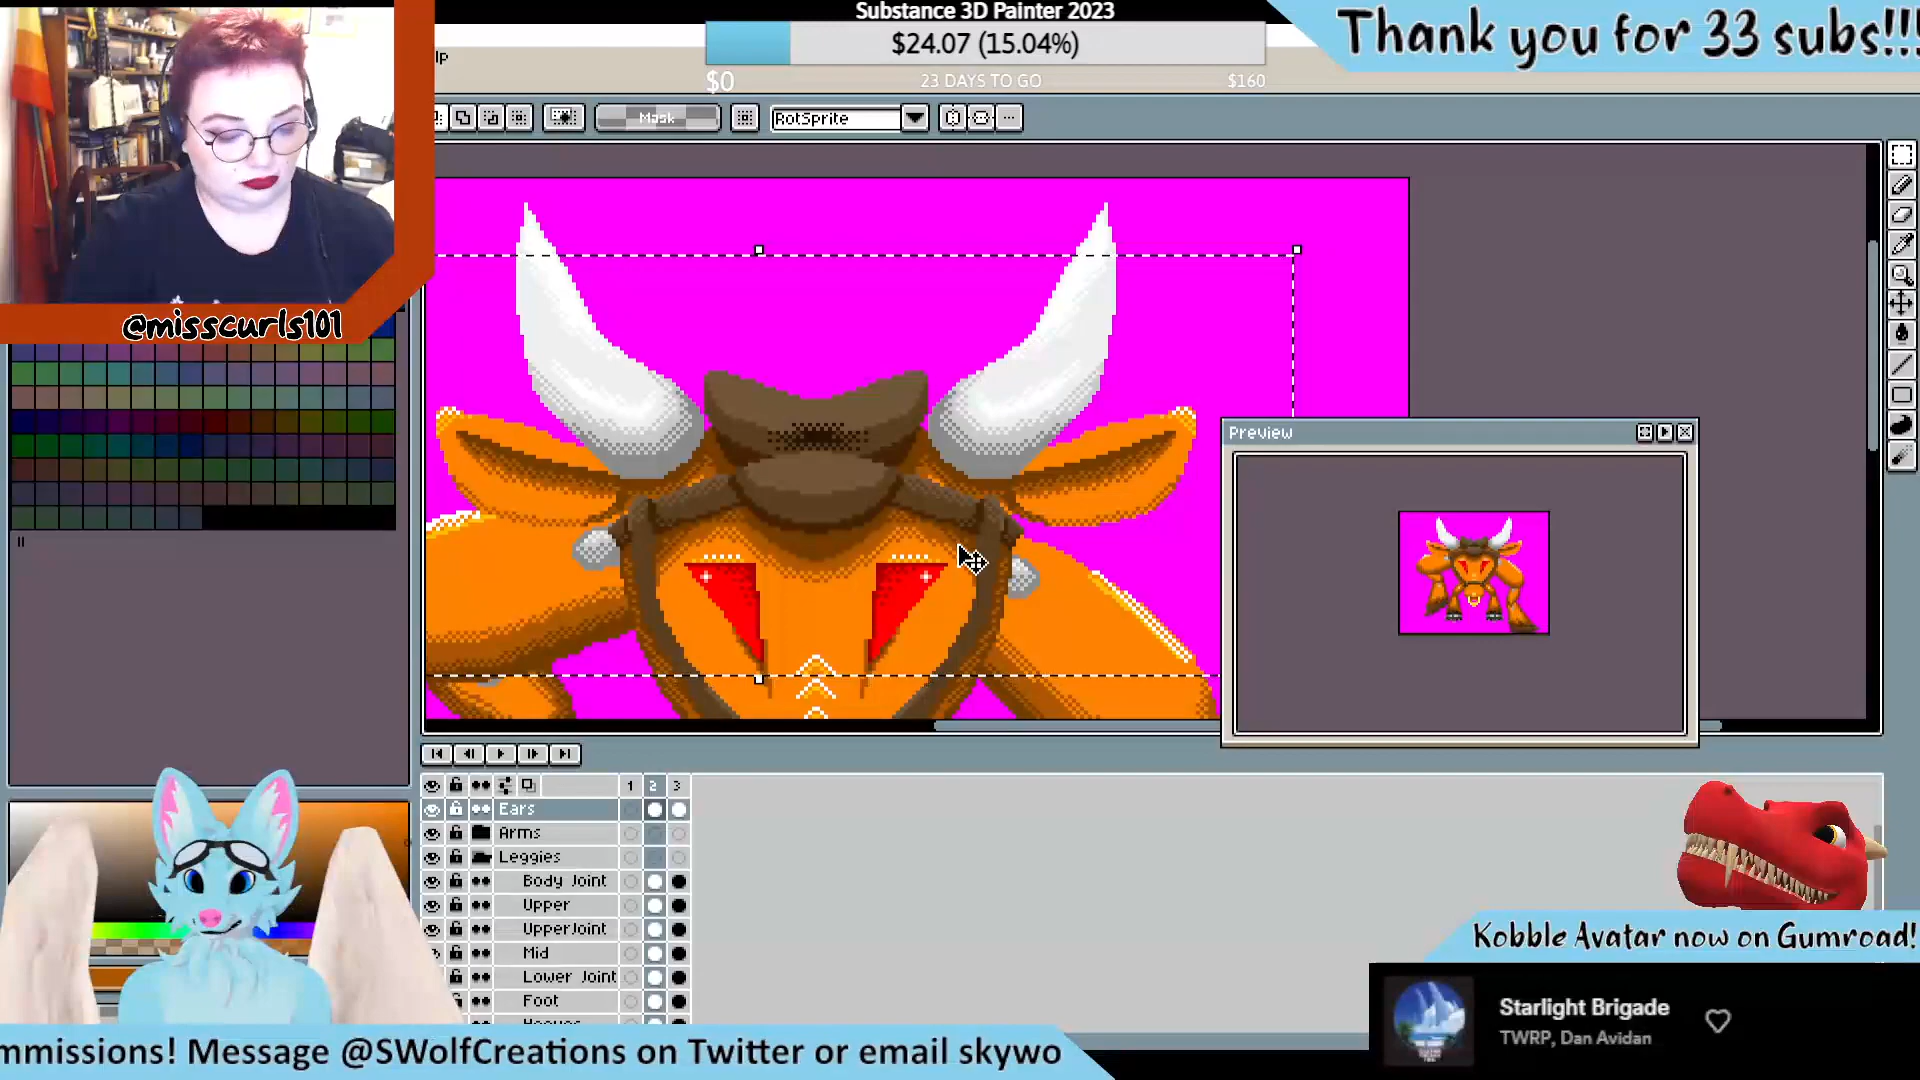 Substance 3D Painter 2023
$24.07 (15.04%)
$0
23 DAYS TO GO
$160
Thank you for 33 subs!!!
lp
Mask
RotSprite
@misscurls101
Preview
1 2 3
Ears
Arms
Leggies
Body Joint
Upper
UpperJoint
Mid
Lower Joint
Foot
Kobble Avatar now on Gumroad!
Starlight Brigade
TWRP, Dan Avidan
mmissions! Message @SWolfCreations on Twitter or email skywo